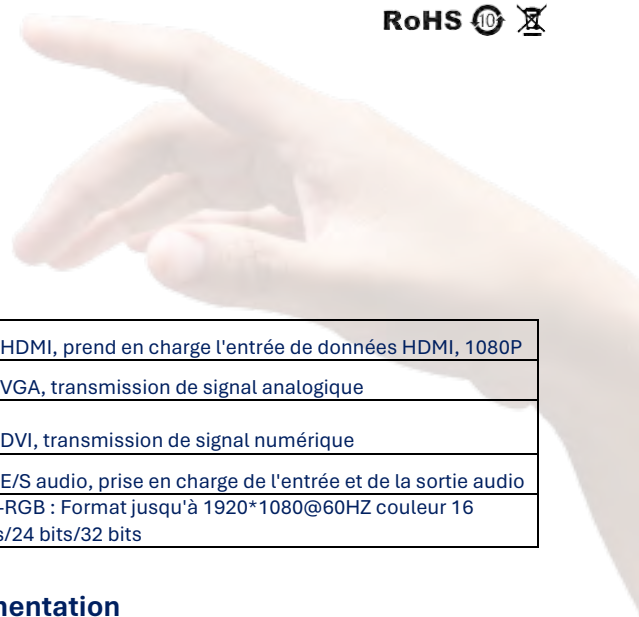 RoHS 10
HDMI, prend en charge l'entrée de données HDMI, 1080P
VGA, transmission de signal analogique
DVI, transmission de signal numérique
E/S audio, prise en charge de l'entrée et de la sortie audio
-RGB : Format jusqu'à 1920*1080@60HZ couleur 16
/24 bits/32 bits